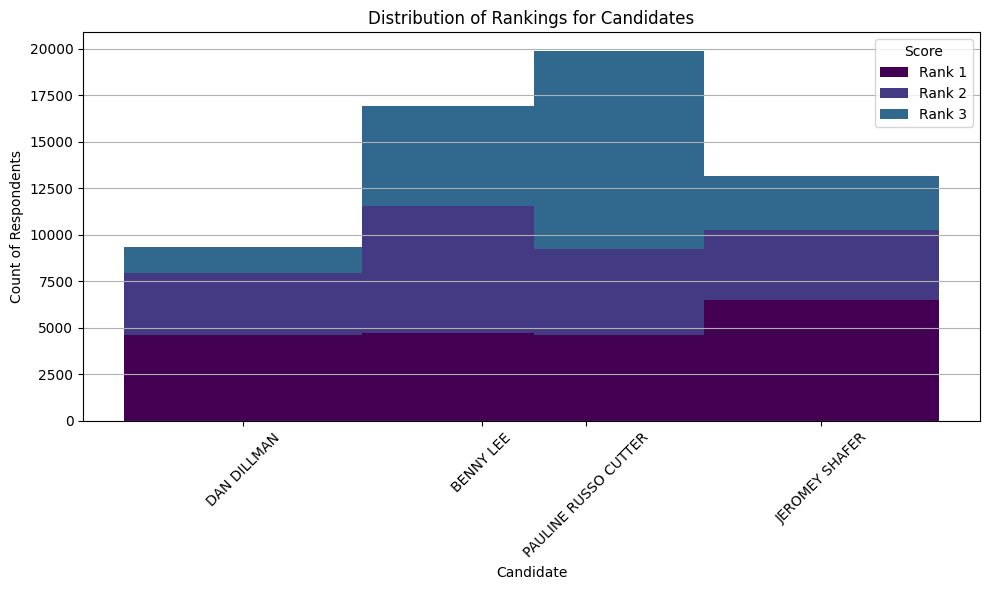 Distribution of Rankings for Candidates
Score
Rank 1
Rank 2
Rank 3
Count of Respondents
20000
17500
15000
12500
10000
7500
5000
2500
0
DAN DILLMAN
BENNY LEE
PAULINE RUSSO CUTTER
JEROMEY SHAFER
Candidate